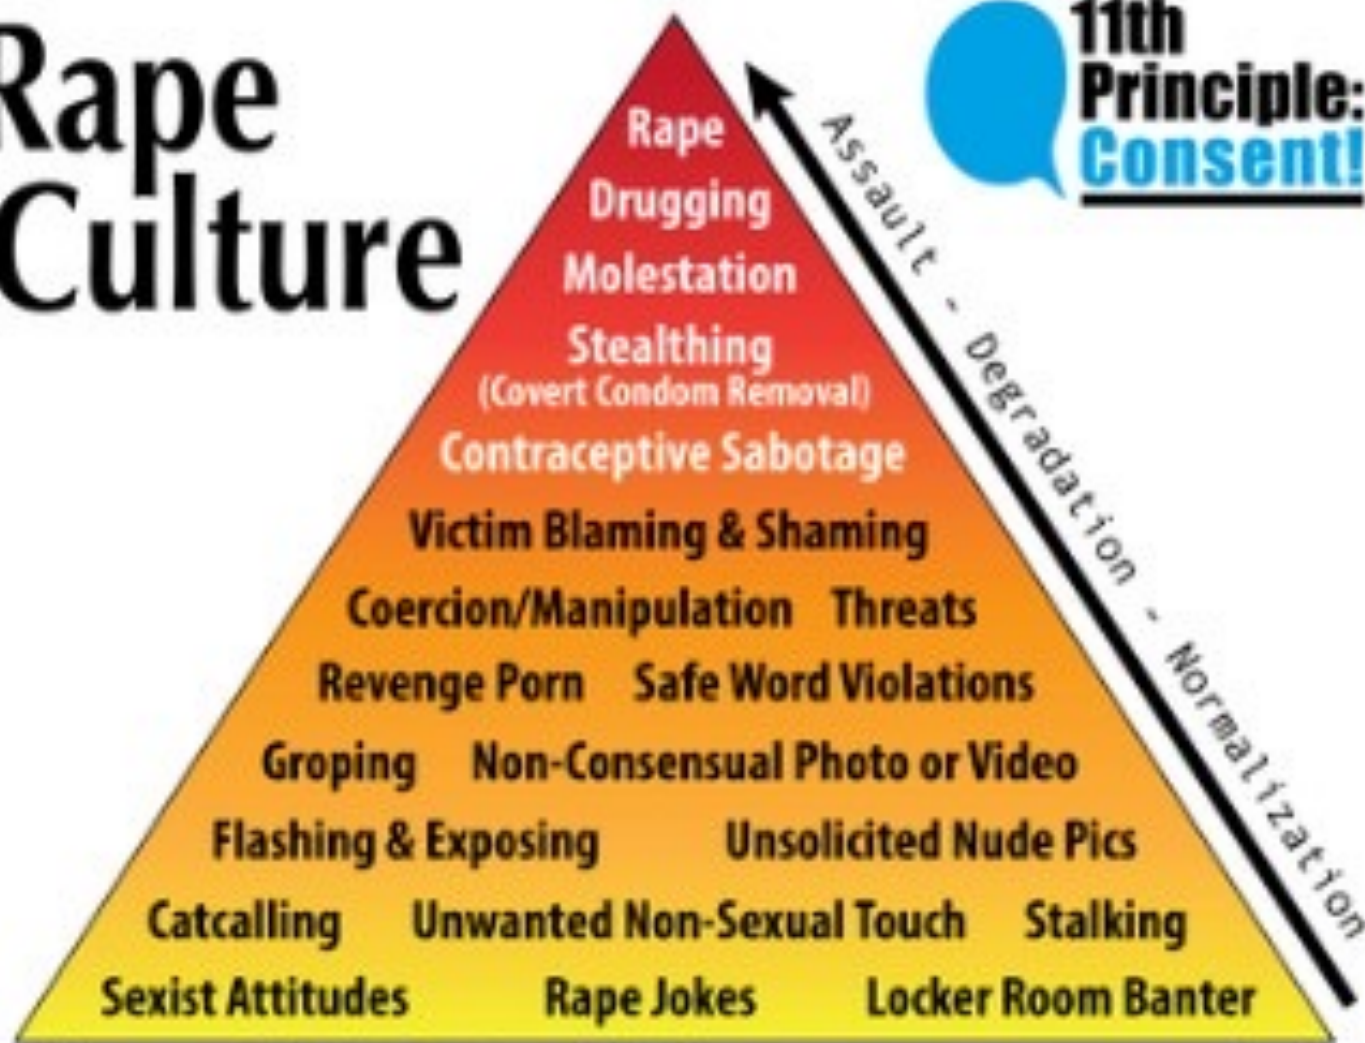 Rape
Culture
11th
Principle:
Consent!
Assault - Degradation - Normalization
Rape
Drugging
Molestation
Stealthing
(Covert Condom Removal)
Contraceptive Sabotage
Victim Blaming & Shaming
Coercion/Manipulation Threats
Revenge Porn Safe Word Violations
Groping Non-Consensual Photo or Video
Flashing & Exposing Unsolicited Nude Pics
Catcalling Unwanted Non-Sexual Touch Stalking
Sexist Attitudes Rape Jokes Locker Room Banter